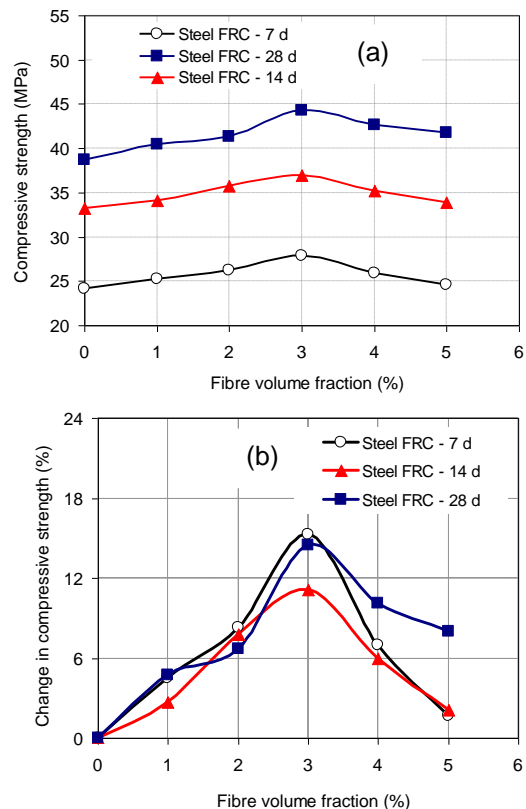 55
50
45
40
35
30
25
20
Compressive strength (MPa)
Steel FRC - 7 d
Steel FRC - 28 d
Steel FRC - 14 d
(a)
0 1 2 3 4 5 6
Fibre volume fraction (%)
24
18
12
6
0
Change in compressive strength (%)
(b)
Steel FRC - 7 d
Steel FRC - 14 d
Steel FRC - 28 d
0 1 2 3 4 5 6
Fibre volume fraction (%)